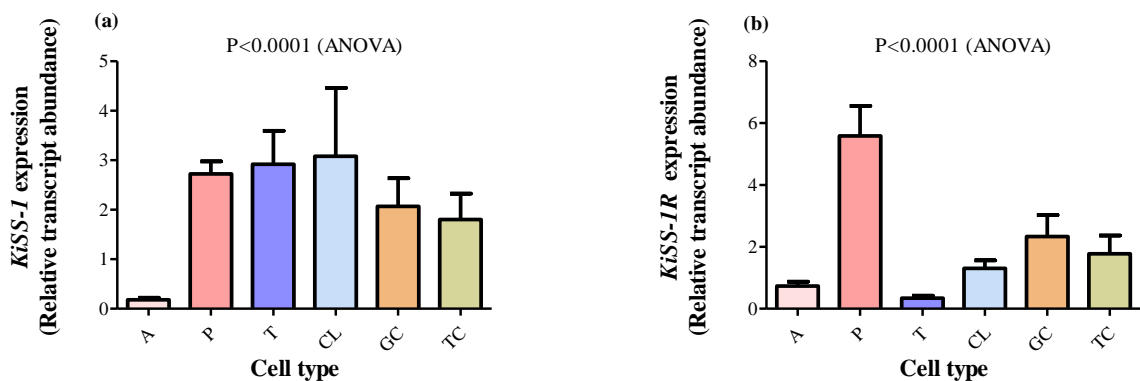 (a)
P<0.0001 (ANOVA)
KiSS-1 expression
(Relative transcript abundance)
5
4
3
2
1
0
A
P
T
CL
GC
TC
Cell type
(b)
P<0.0001 (ANOVA)
KiSS-1R expression
(Relative transcript abundance)
8
6
4
2
0
A
P
T
CL
GC
TC
Cell type